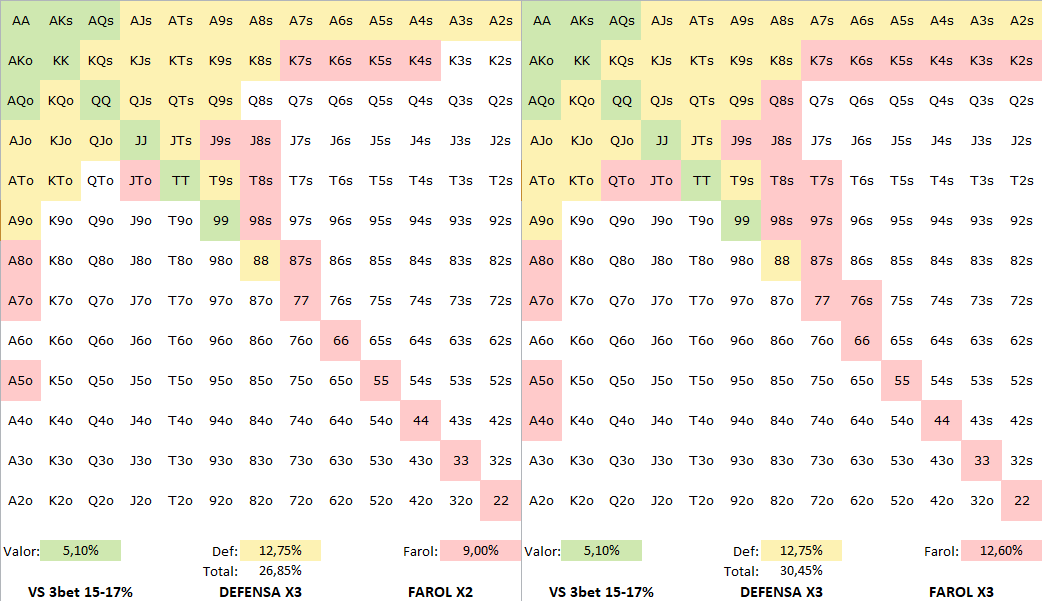 AA AKs AQs AJs ATs A9s A8s A7s A6s A5s A4s A3s A2s AA AKs AQs AJs ATs A9s A8s A7s A6s A5s A4s A3s A2s
AKo KK KQs KJs KTs K9s K8s K7s K6s K5s K4s K3s K2s AKo KK KQs KJs KTs K9s K8s K7s K6s K5s K4s K3s K2s
AQo KQo QQ QJs QTs Q9s Q8s Q7s Q6s Q5s Q4s Q3s Q2s AQo KQo QQ QJs QTs Q9s Q8s Q7s Q6s Q5s Q4s Q3s Q2s
AJo KJo QJo JJ JTs J9s J8s J7s J6s J5s J4s J3s J2s AJo KJo QJo JJ JTs J9s J8s J7s J6s J5s J4s J3s J2s
ATo KTo QTo JTo TT T9s T8s T7s T6s T5s T4s T3s T2s ATo KTo QTo JTo TT T9s T8s T7s T6s T5s T4s T3s T2s
A9o K9o Q9o J9o T9o 99 98s 97s 96s 95s 94s 93s 92s A9o K9o Q9o J9o T9o 99 98s 97s 96s 95s 94s 93s 92s
A8o K8o Q8o J8o T8o 98o 88 87s 86s 85s 84s 83s 82s A8o K8o Q8o J8o T8o 98o 88 87s 86s 85s 84s 83s 82s
A7o K7o Q7o J7o T7o 97o 87o 77 76s 75s 74s 73s 72s A7o K7o Q7o J7o T7o 97o 87o 77 76s 75s 74s 73s 72s
A6o K6o Q6o J6o T6o 96o 86o 76o 66 65s 64s 63s 62s A6o K6o Q6o J6o T6o 96o 86o 76o 66 65s 64s 63s 62s
A5o K5o Q5o J5o T5o 95o 85o 75o 65o 55 54s 53s 52s A5o K5o Q5o J5o T5o 95o 85o 75o 65o 55 54s 53s 52s
A4o K4o Q4o J4o T4o 94o 84o 74o 64o 54o 44 43s 42s A4o K4o Q4o J4o T4o 94o 84o 74o 64o 54o 44 43s 42s
A3o K3o Q3o J3o T3o 93o 83o 73o 63o 53o 43o 33 32s A3o K3o Q3o J3o T3o 93o 83o 73o 63o 53o 43o 33 32s
A2o K2o Q2o J2o T2o 92o 82o 72o 62o 52o 42o 32o 22 A2o K2o Q2o J2o T2o 92o 82o 72o 62o 52o 42o 32o 22
Valor: 5,10% Def: 12,75% Farol: 9,00% Valor: 5,10% Def: 12,75% Farol: 12,60%
Total: 26,85% Total: 30,45%
VS 3bet 15-17% DEFENSA X3 FAROL X2 VS 3bet 15-17% DEFENSA X3 FAROL X3